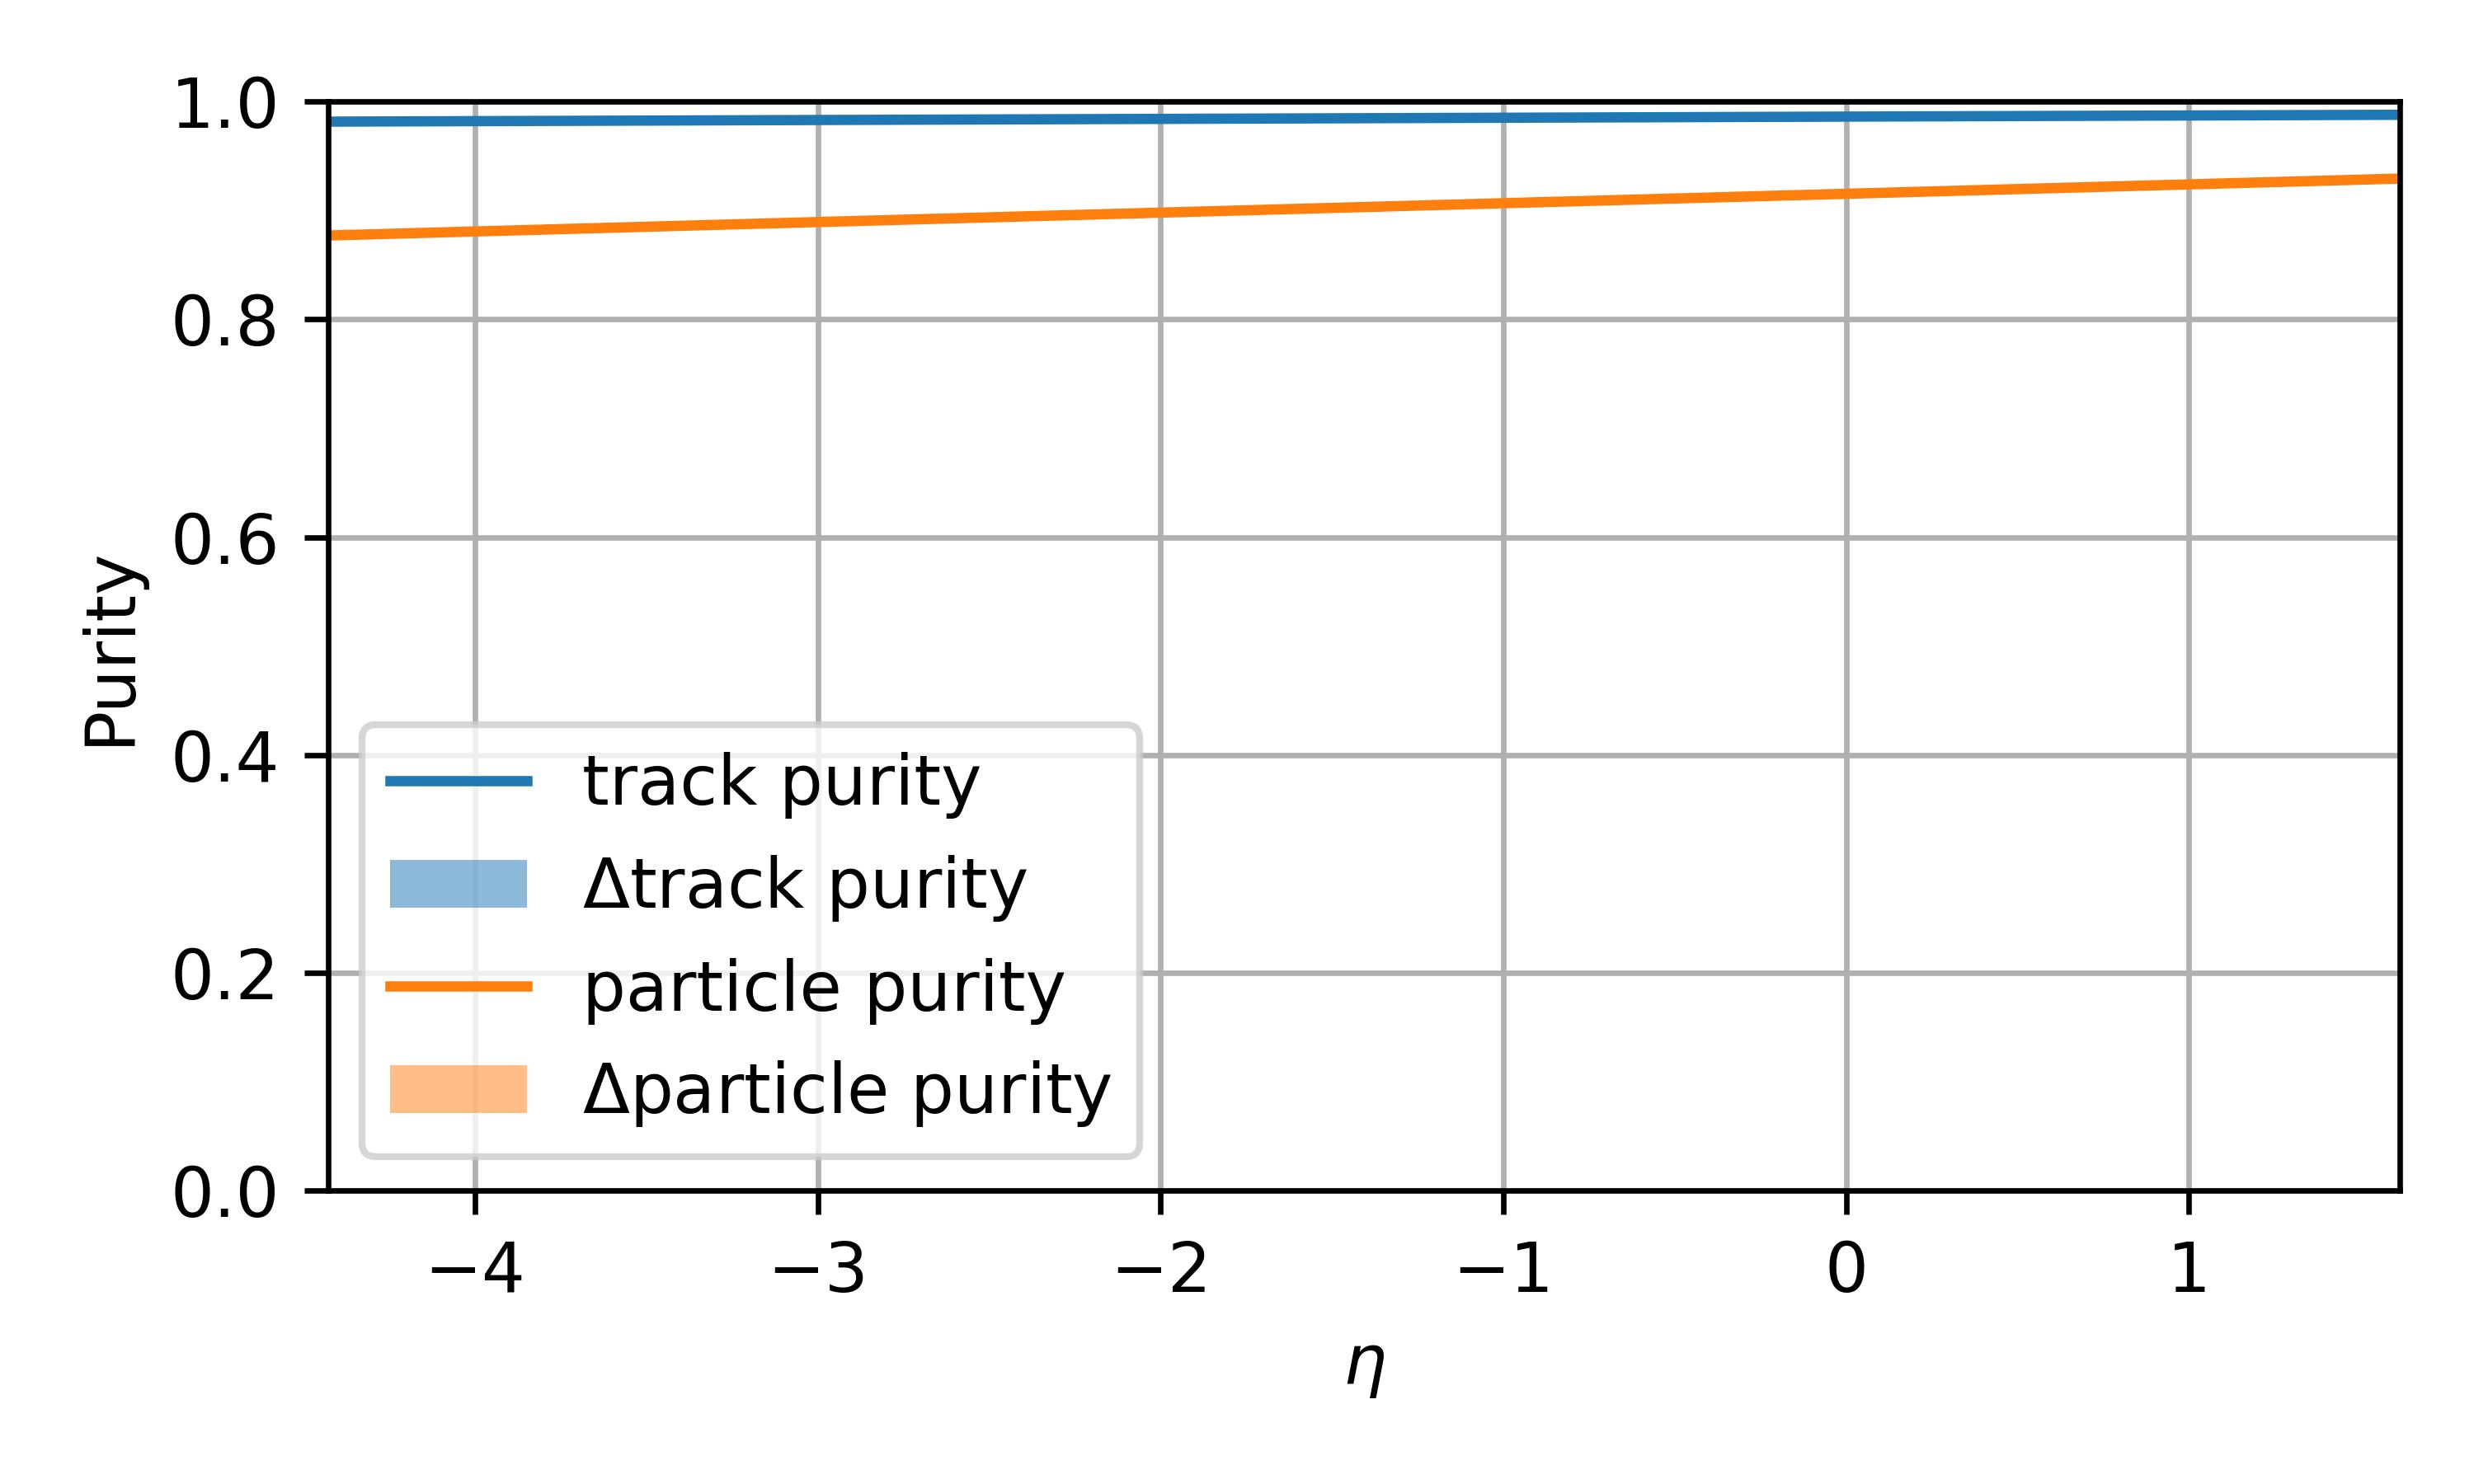 1.0
0.8
0.6
0.4
0.2
0.0
Purity
track purity
Δtrack purity
particle purity
Δparticle purity
−4 −3 −2 −1 0 1
η